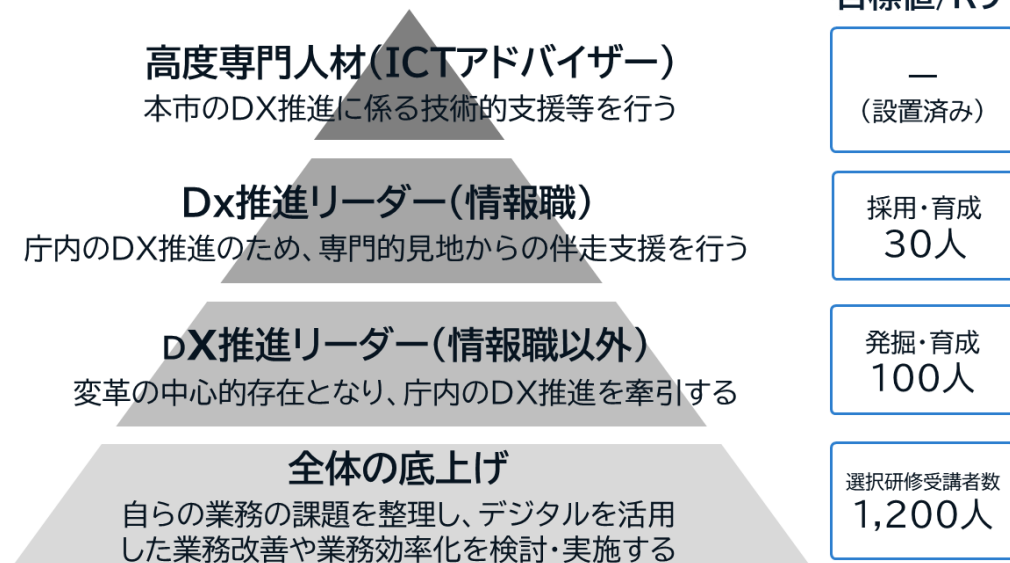 目標値/R
高度専門人材(ICTアドバイザー)
本市のDX推進に係る技術的支援等を行う
―
(設置済み)
Dx推進リーダー(情報職)
庁内のDX推進のため、専門的見地からの伴走支援を行う
採用・育成
30人
DX推進リーダー(情報職以外)
変革の中心的存在となり、庁内のDX推進を牽引する
発掘・育成
100人
全体の底上げ
自らの業務の課題を整理し、デジタルを活用
した業務改善や業務効率化を検討・実施する
選択研修受講者数
1,200人